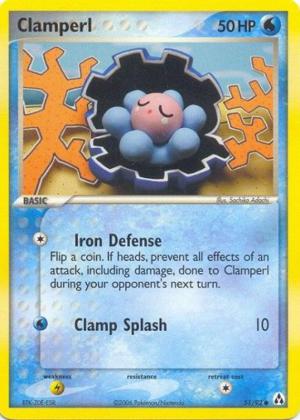 Clamperl 50 HP
BASIC Illus. Sachiko Adachi
Iron Defense
Flip a coin. If heads, prevent all effects of an
attack, including damage, done to Clamperl
during your opponent's next turn.
Clamp Splash 10
weakness resistance retreat cost
©2006 Pokémon/Nintendo 51/92